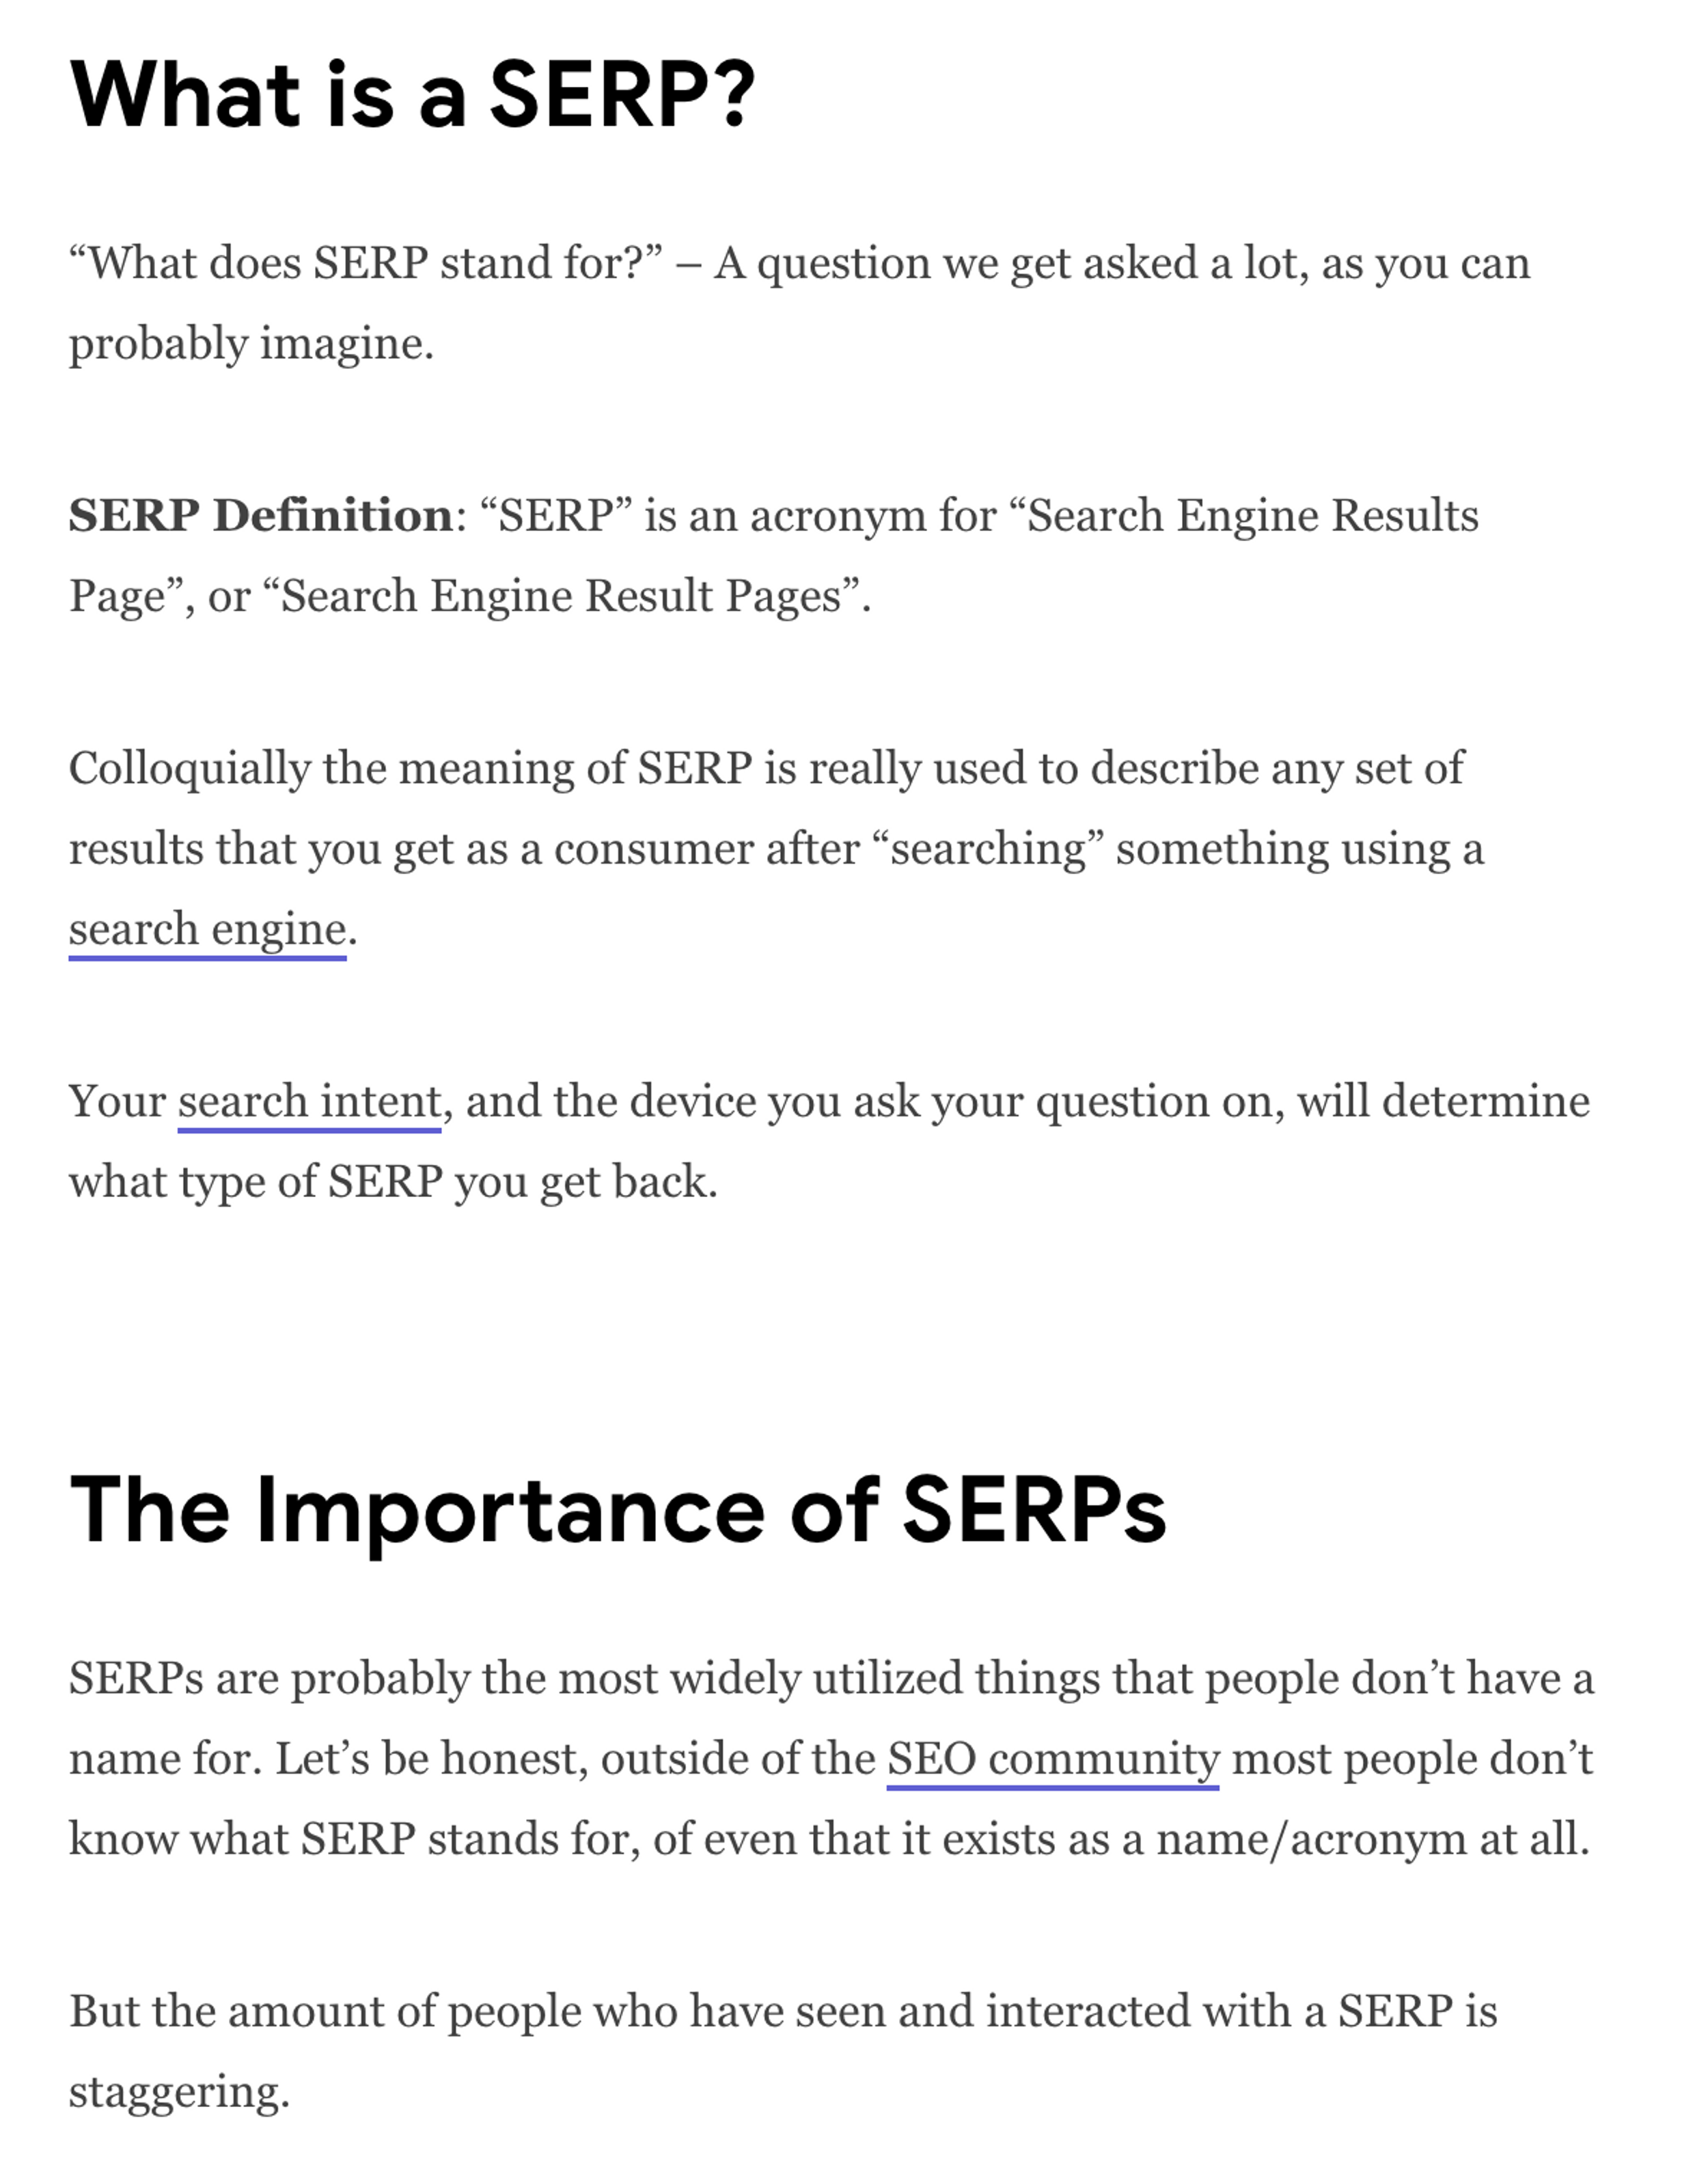 What is a SERP?
“What does SERP stand for?” – A question we get asked a lot, as you can
probably imagine.
SERP Definition: “SERP” is an acronym for “Search Engine Results
Page”, or “Search Engine Result Pages”.
Colloquially the meaning of SERP is really used to describe any set of
results that you get as a consumer after “searching” something using a
search engine.
Your search intent, and the device you ask your question on, will determine
what type of SERP you get back.
The Importance of SERPs
SERPs are probably the most widely utilized things that people don’t have a
name for. Let’s be honest, outside of the SEO community most people don’t
know what SERP stands for, of even that it exists as a name/acronym at all.
But the amount of people who have seen and interacted with a SERP is
staggering.